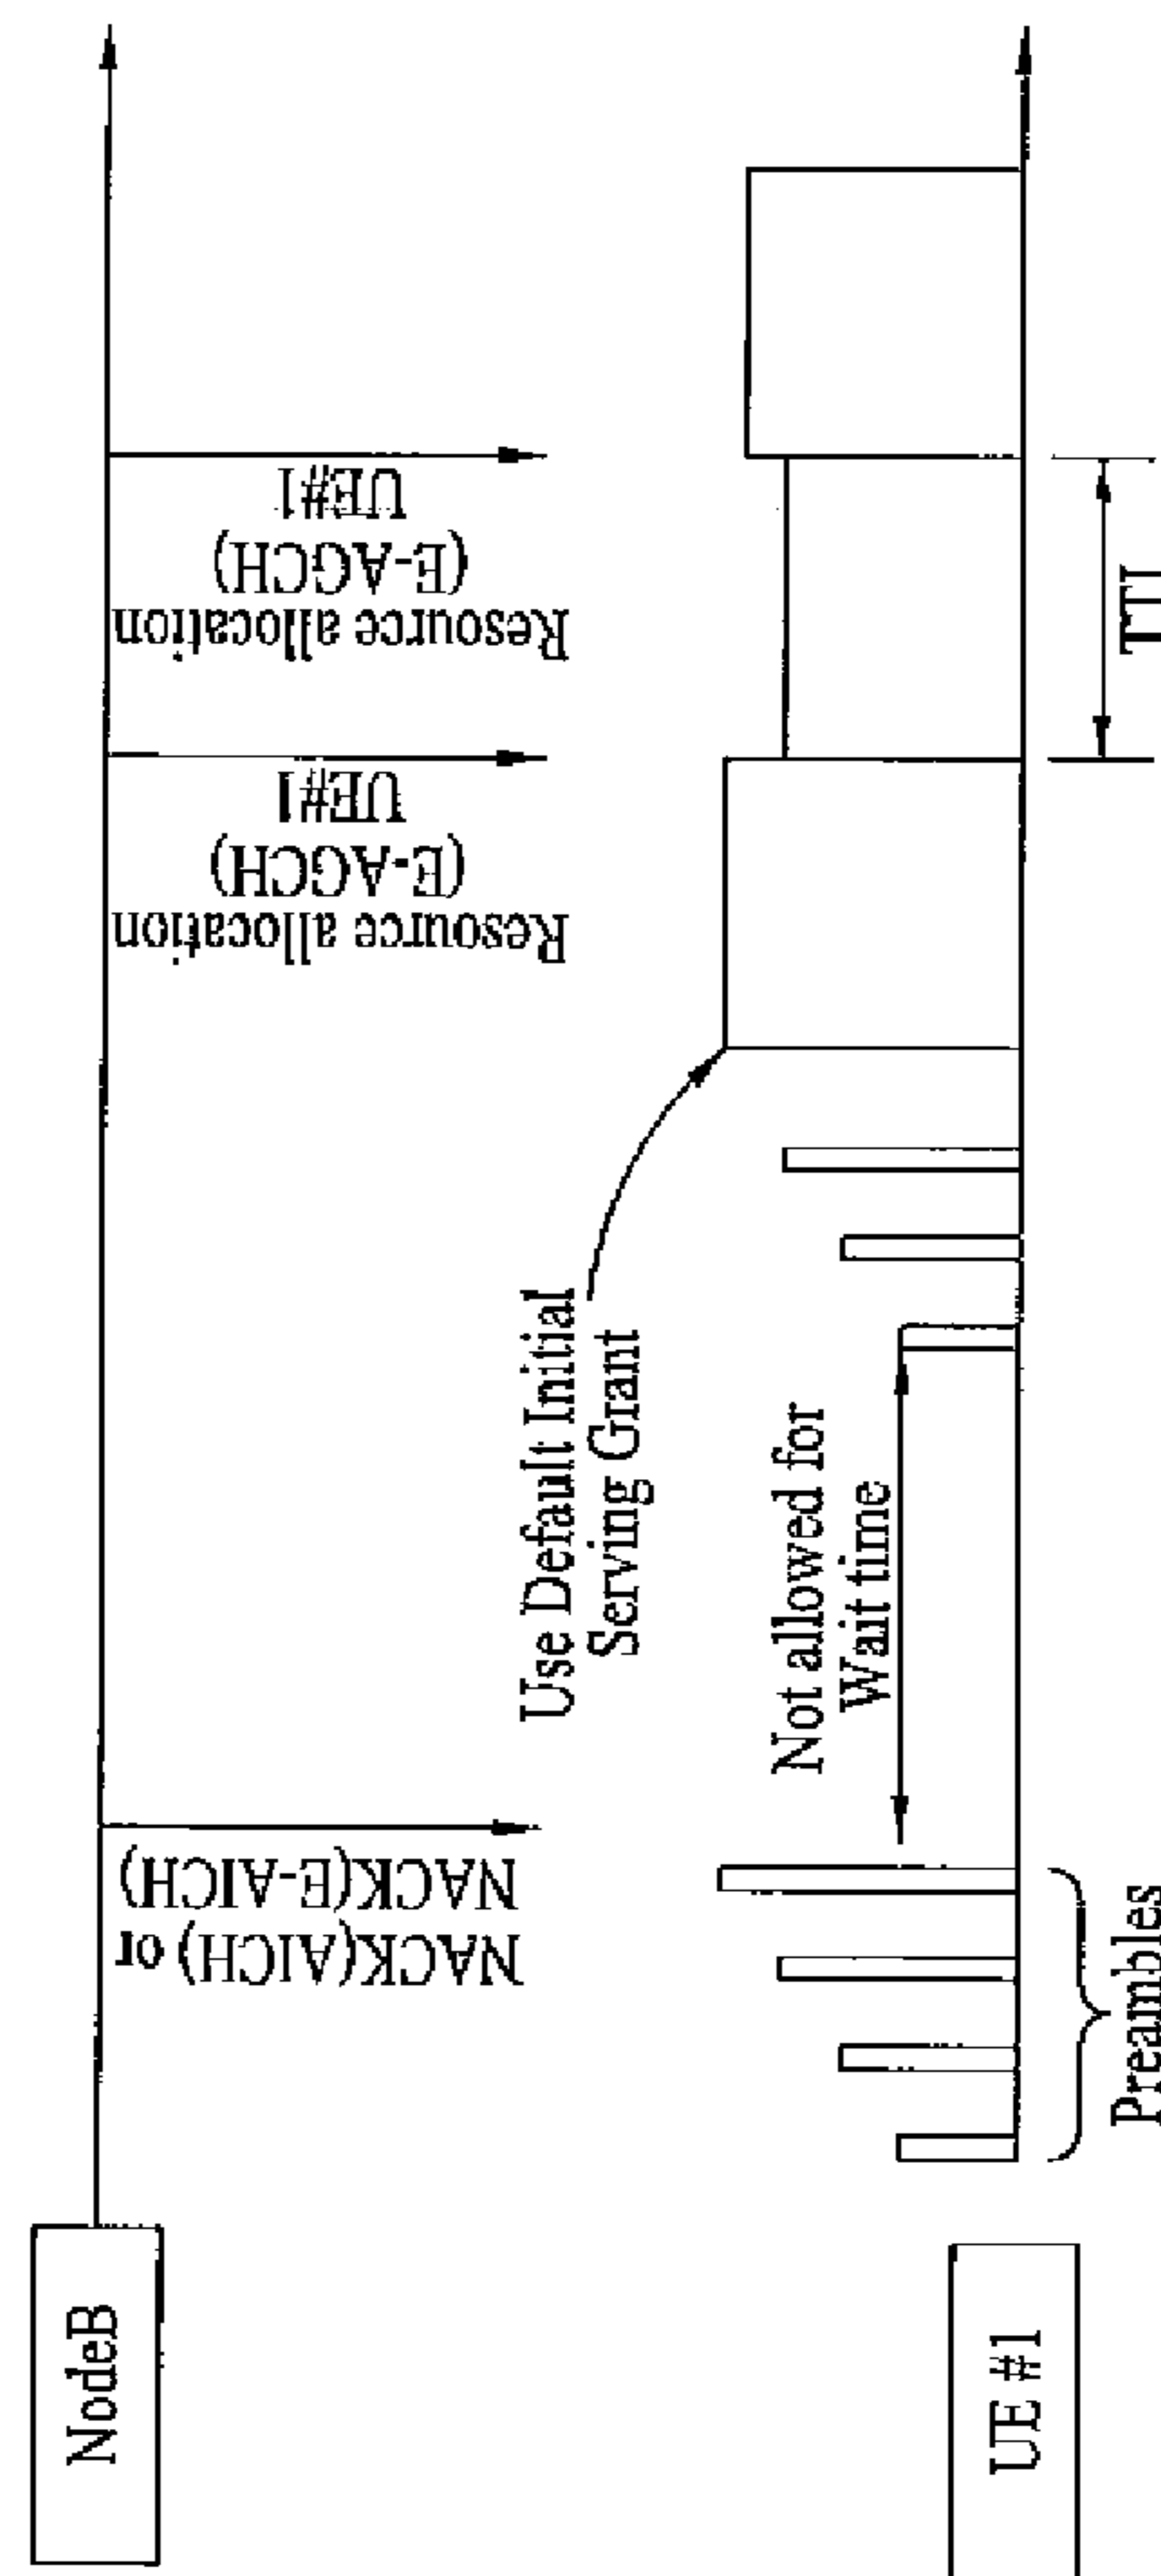 NodeB
NACK(AICH) or
NACK(E-AICH)
Resource allocation
(E-AGCH)
UE#1
Resource allocation
(E-AGCH)
UE#1
Use Default Initial
Serving Grant
Not allowed for
Wait time
UE #1
Preambles
TTI